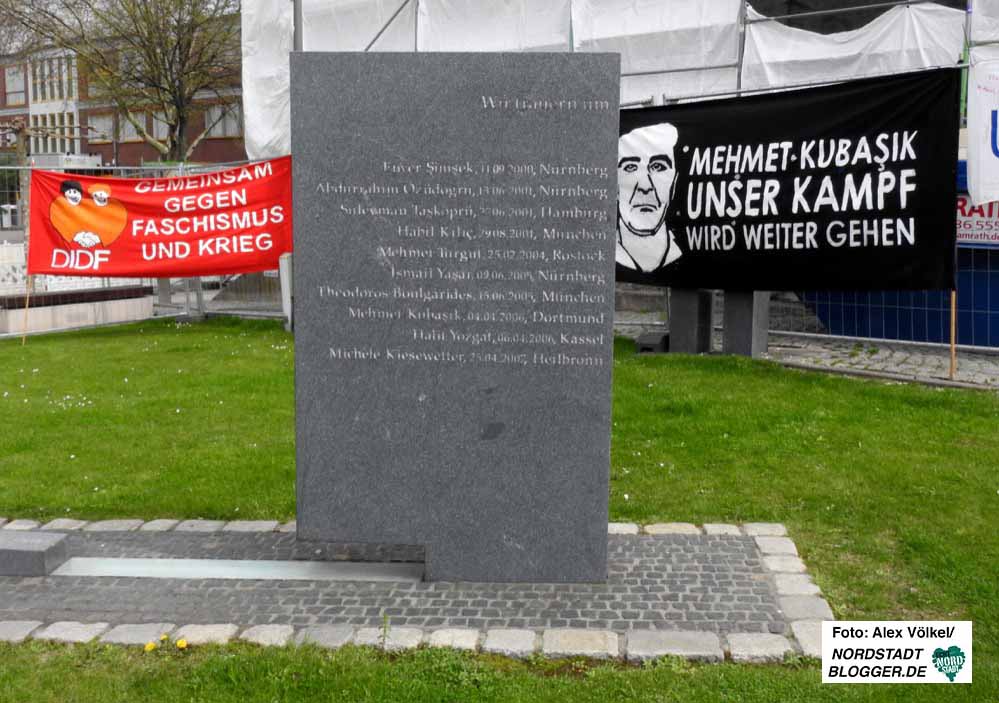 Wir trauern um
Enver Şimşek, 11.09.2000, Nürnberg
Abdurrahim Özüdoğru, 13.06.2001, Nürnberg
Süleyman Taşköprü, 27.06.2001, Hamburg
Habil Kılıç, 29.08.2001, München
Mehmet Turgut, 25.02.2004, Rostock
İsmail Yaşar, 09.06.2005, Nürnberg
Theodoros Boulgarides, 15.06.2005, München
Mehmet Kubaşık, 04.04.2006, Dortmund
Halit Yozgat, 06.04.2006, Kassel
Michèle Kiesewetter, 25.04.2007, Heilbronn
GEMEINSAM
GEGEN
FASCHISMUS
UND KRIEG
DIDF
MEHMET KUBAŞIK
UNSER KAMPF
WIRD WEITER GEHEN
Foto: Alex Völkel/
NORDSTADT
BLOGGER.DE